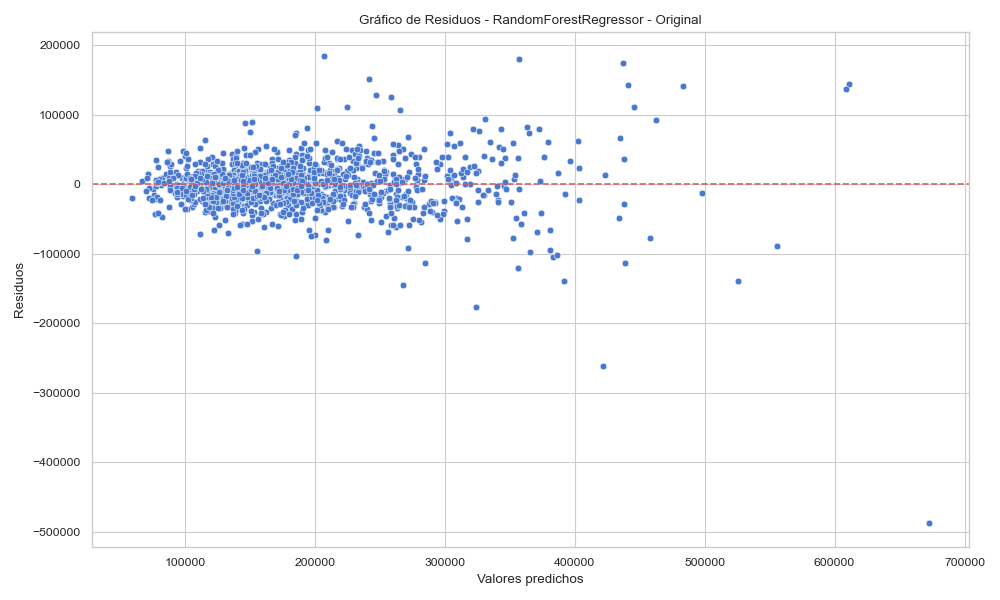 Gráfico de Residuos - RandomForestRegressor - Original
200000
100000
0
−100000
−200000
−300000
−400000
−500000
Residuos
100000 200000 300000 400000 500000 600000 700000
Valores predichos